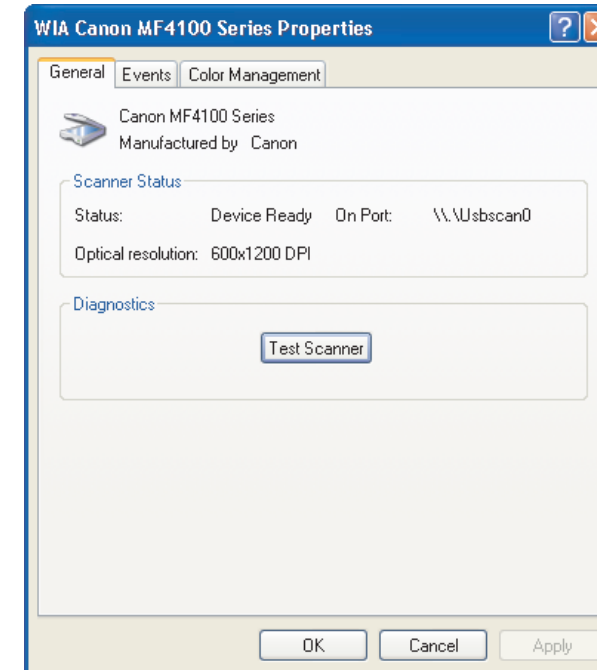 WIA Canon MF4100 Series Properties
?
General Events Color Management
Canon MF4100 Series
Manufactured by Canon
Scanner Status
Status: Device Ready On Port: \\.\Usbscan0
Optical resolution: 600x1200 DPI
Diagnostics
Test Scanner
OK Cancel Apply